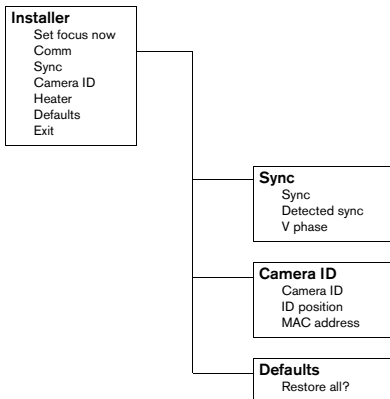 Installer
Set focus now
Comm
Sync
Camera ID
Heater
Defaults
Exit
Sync
Sync
Detected sync
V phase
Camera ID
Camera ID
ID position
MAC address
Defaults
Restore all?